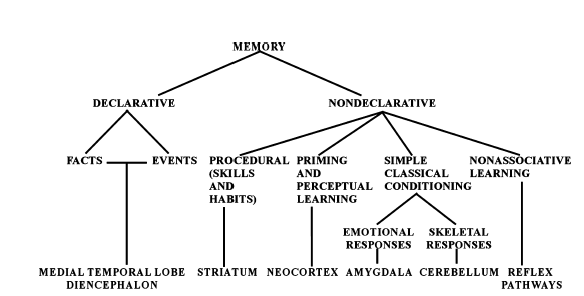 MEMORY
DECLARATIVE
NONDECLARATIVE
FACTS
EVENTS
PROCEDURAL
(SKILLS
AND
HABITS)
PRIMING
AND
PERCEPTUAL
LEARNING
SIMPLE
CLASSICAL
CONDITIONING
NONASSOCIATIVE
LEARNING
EMOTIONAL
RESPONSES
SKELETAL
RESPONSES
MEDIAL TEMPORAL LOBE
DIENCEPHALON
STRIATUM
NEOCORTEX
AMYGDALA
CEREBELLUM
REFLEX
PATHWAYS